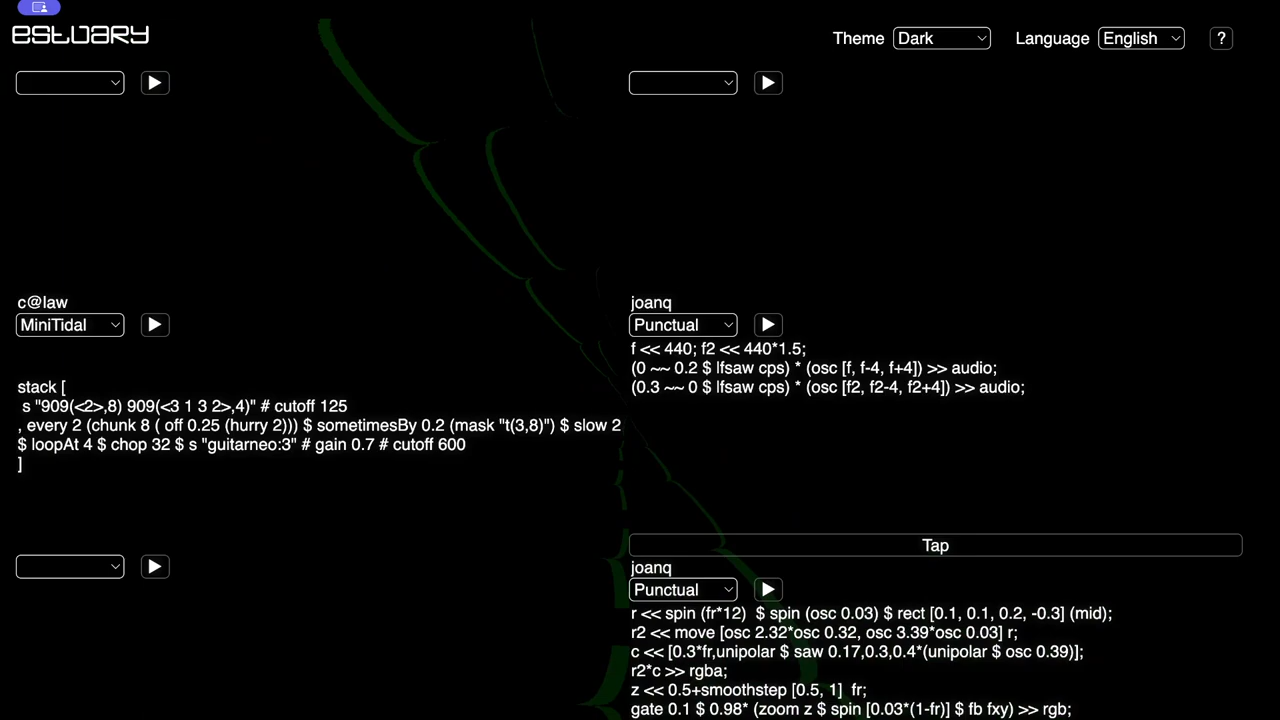 estuary
Theme Dark Language English ?
c@law
MiniTidal
stack [
s "909(<2>,8) 909(<3 1 3 2>,4)" # cutoff 125
, every 2 (chunk 8 ( off 0.25 (hurry 2))) $ sometimesBy 0.2 (mask "t(3,8)") $ slow 2
$ loopAt 4 $ chop 32 $ s "guitarneo:3" # gain 0.7 # cutoff 600
]
joanq
Punctual
f << 440; f2 << 440*1.5;
(0 ~~ 0.2 $ lfsaw cps) * (osc [f, f-4, f+4]) >> audio;
(0.3 ~~ 0 $ lfsaw cps) * (osc [f2, f2-4, f2+4]) >> audio;
Tap
joanq
Punctual
r << spin (fr*12)  $ spin (osc 0.03) $ rect [0.1, 0.1, 0.2, -0.3] (mid);
r2 << move [osc 2.32*osc 0.32, osc 3.39*osc 0.03] r;
c << [0.3*fr,unipolar $ saw 0.17,0.3,0.4*(unipolar $ osc 0.39)];
r2*c >> rgba;
z << 0.5+smoothstep [0.5, 1]  fr;
gate 0.1 $ 0.98* (zoom z $ spin [0.03*(1-fr)] $ fb fxy) >> rgb;